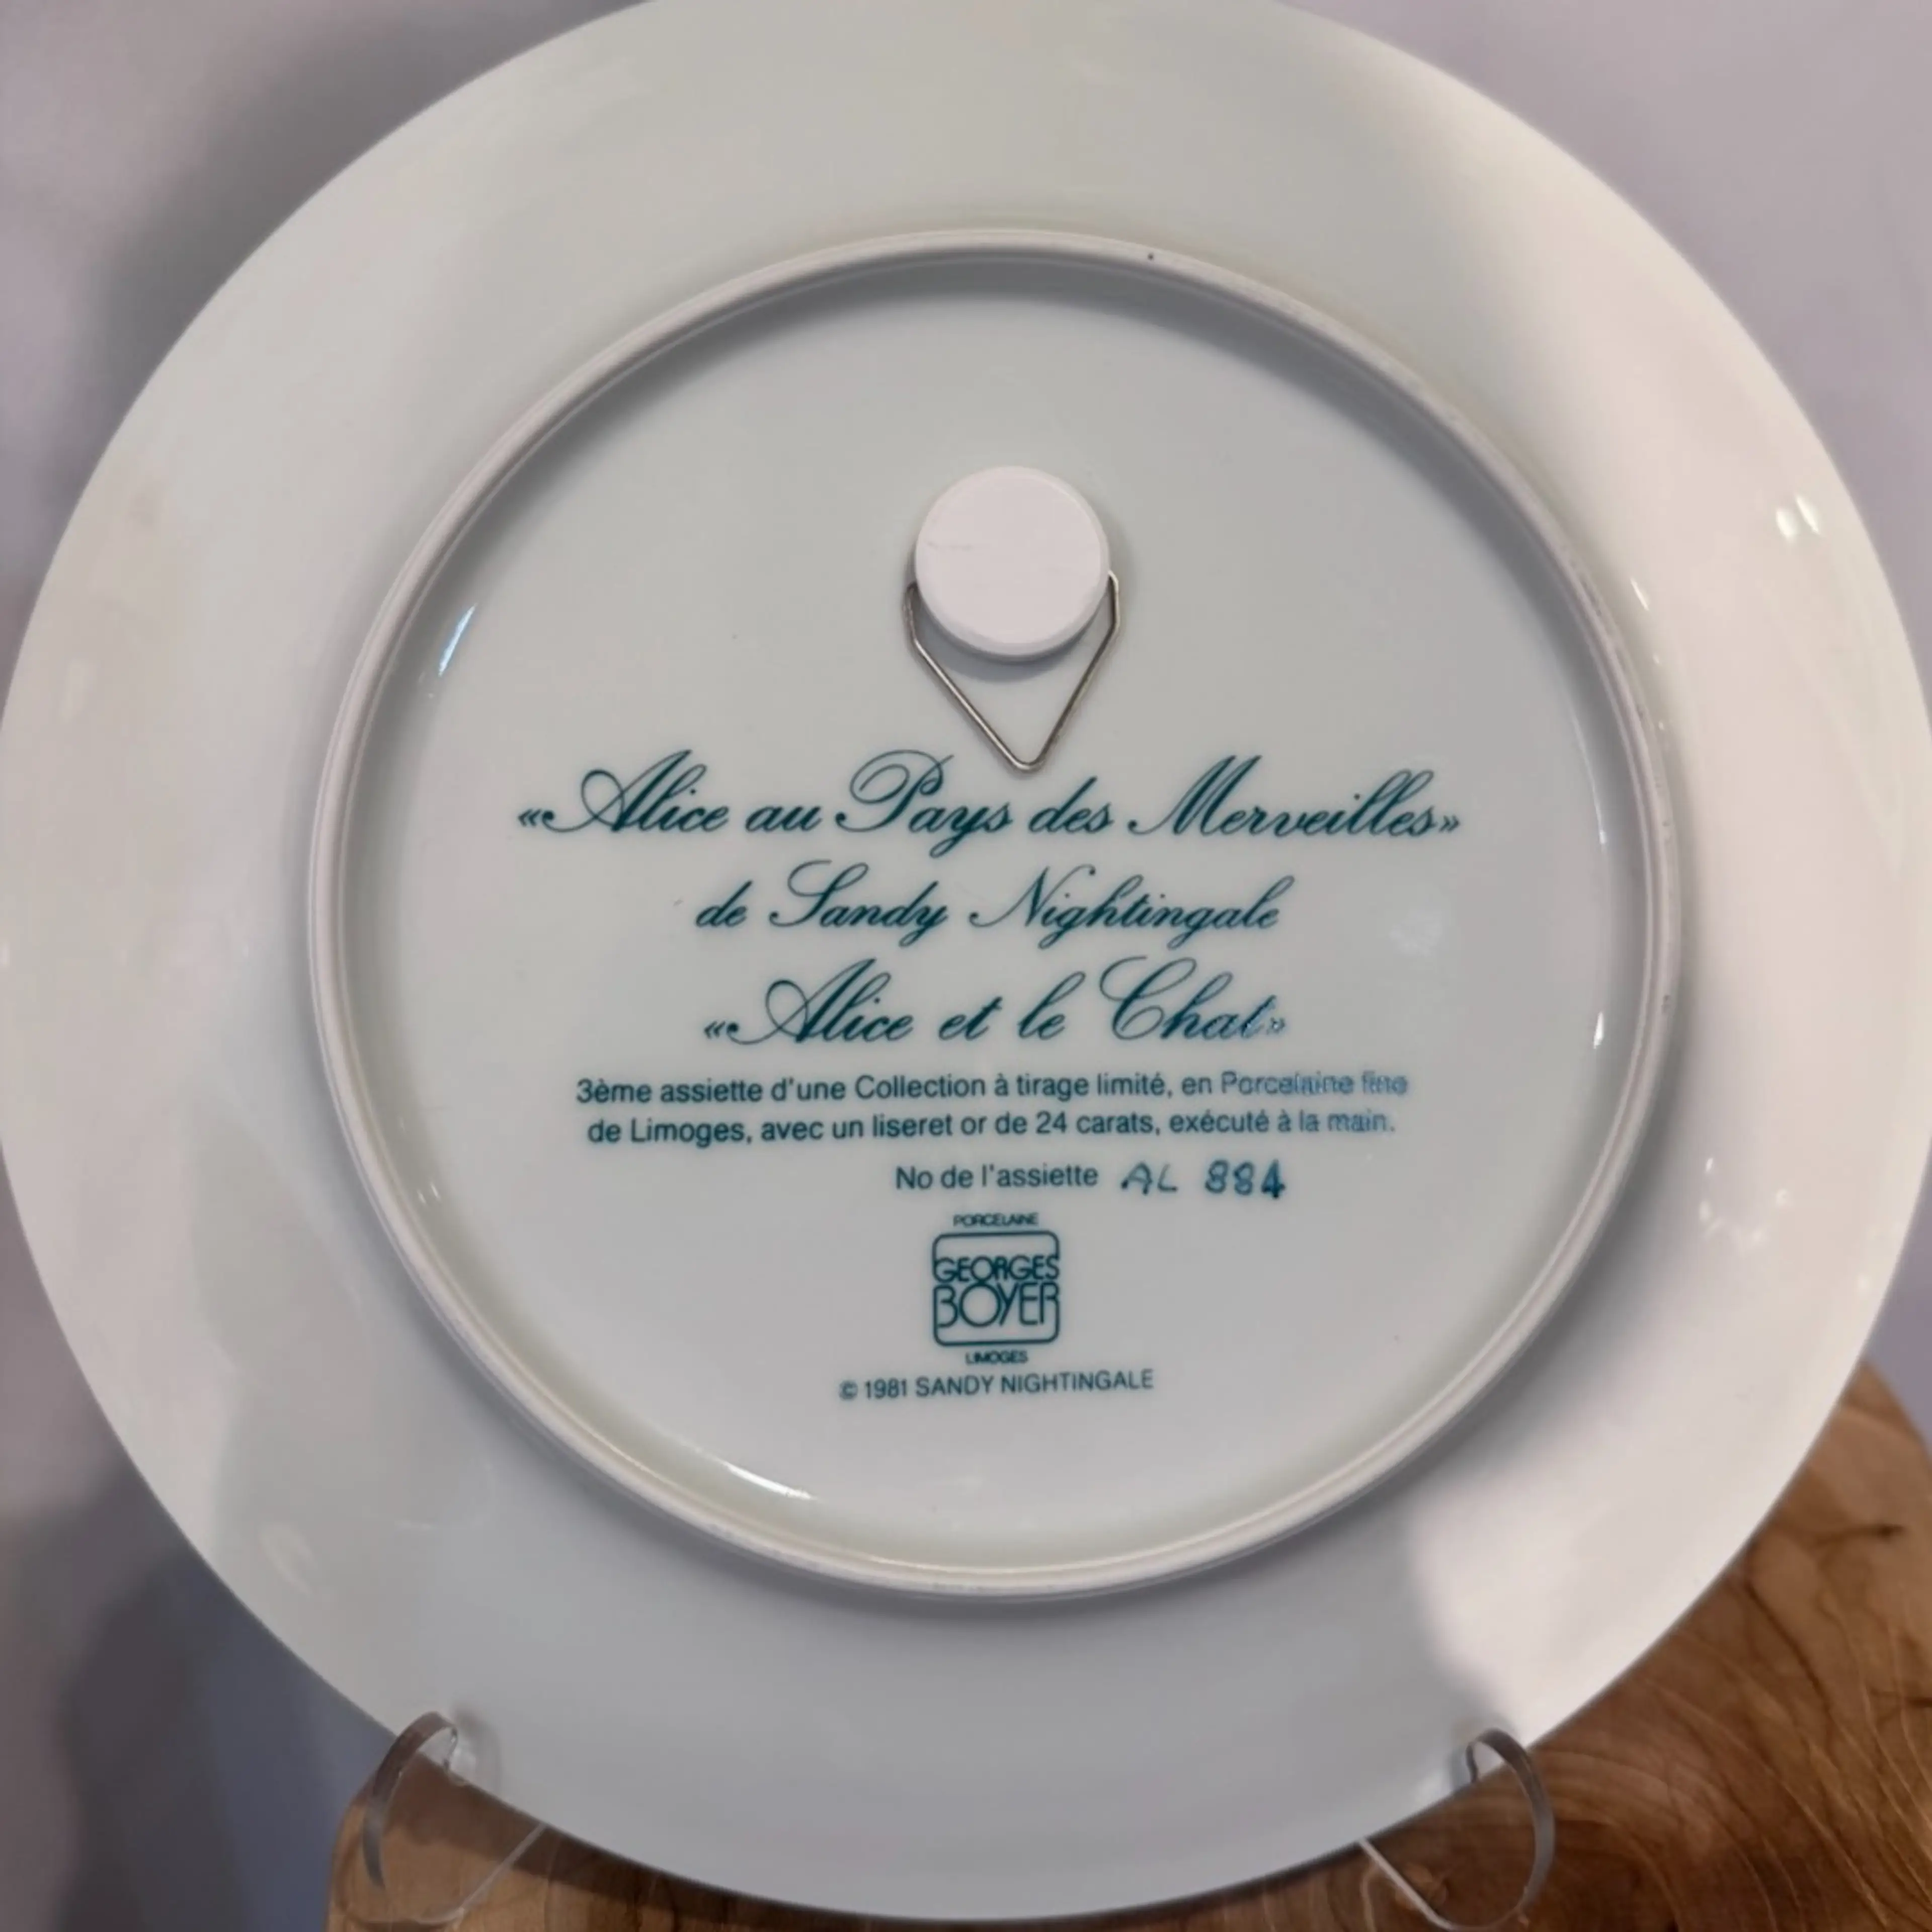 «Alice au Pays des Merveilles»
de Sandy Nightingale
«Alice et le Chat»
3ème assiette d'une Collection à tirage limité, en Porcelaine fine
de Limoges, avec un liseret or de 24 carats, exécuté à la main.
No de l'assiette AL 884
PORCELAINE
GEORGES
BOYER
LIMOGES
© 1981 SANDY NIGHTINGALE